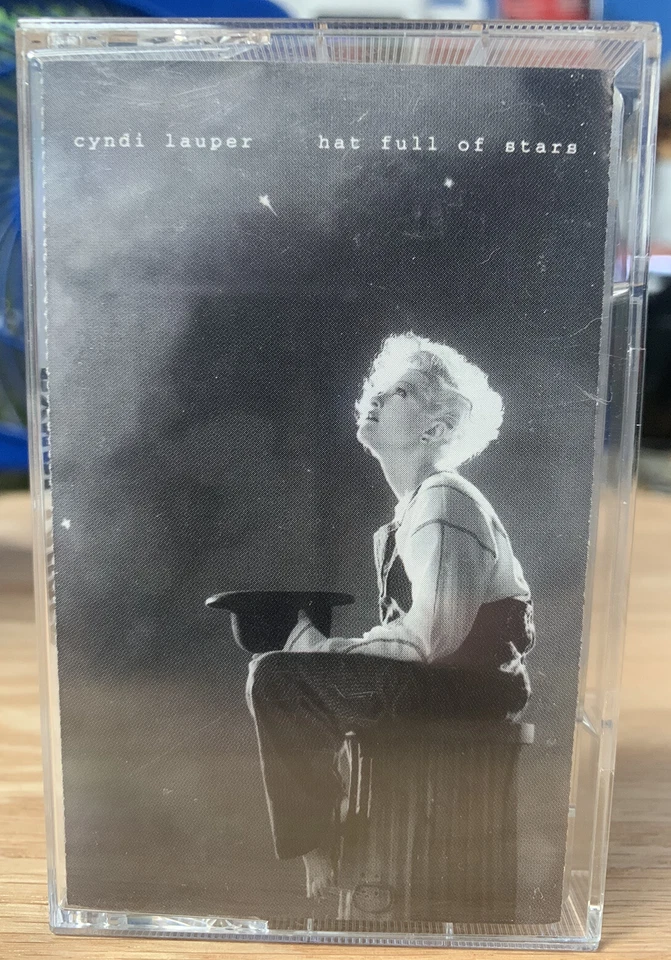 cyndi lauper hat full of stars